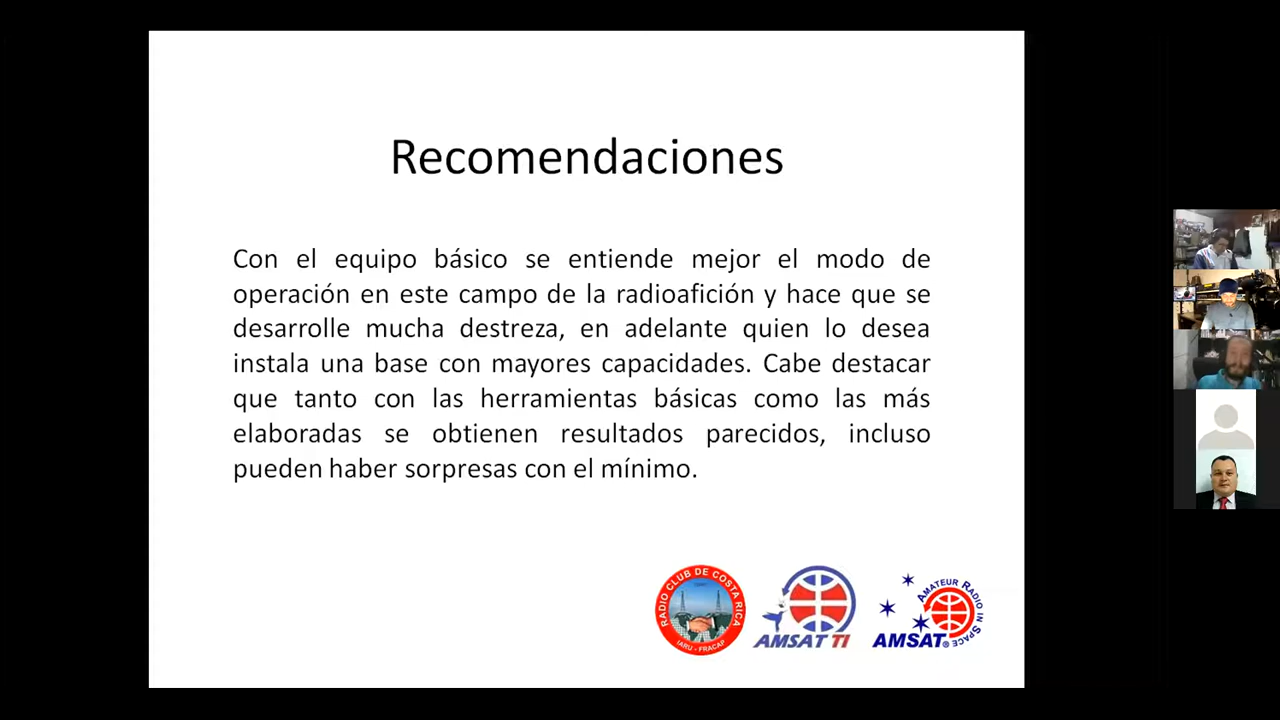 Recomendaciones
Con el equipo básico se entiende mejor el modo de
operación en este campo de la radioafición y hace que se
desarrolle mucha destreza, en adelante quien lo desea
instala una base con mayores capacidades. Cabe destacar
que tanto con las herramientas básicas como las más
elaboradas se obtienen resultados parecidos, incluso
pueden haber sorpresas con el mínimo.
RADIO CLUB DE COSTA RICA
IARU - FRACAP
AMSAT TI
AMATEUR RADIO IN SPACE
AMSAT®